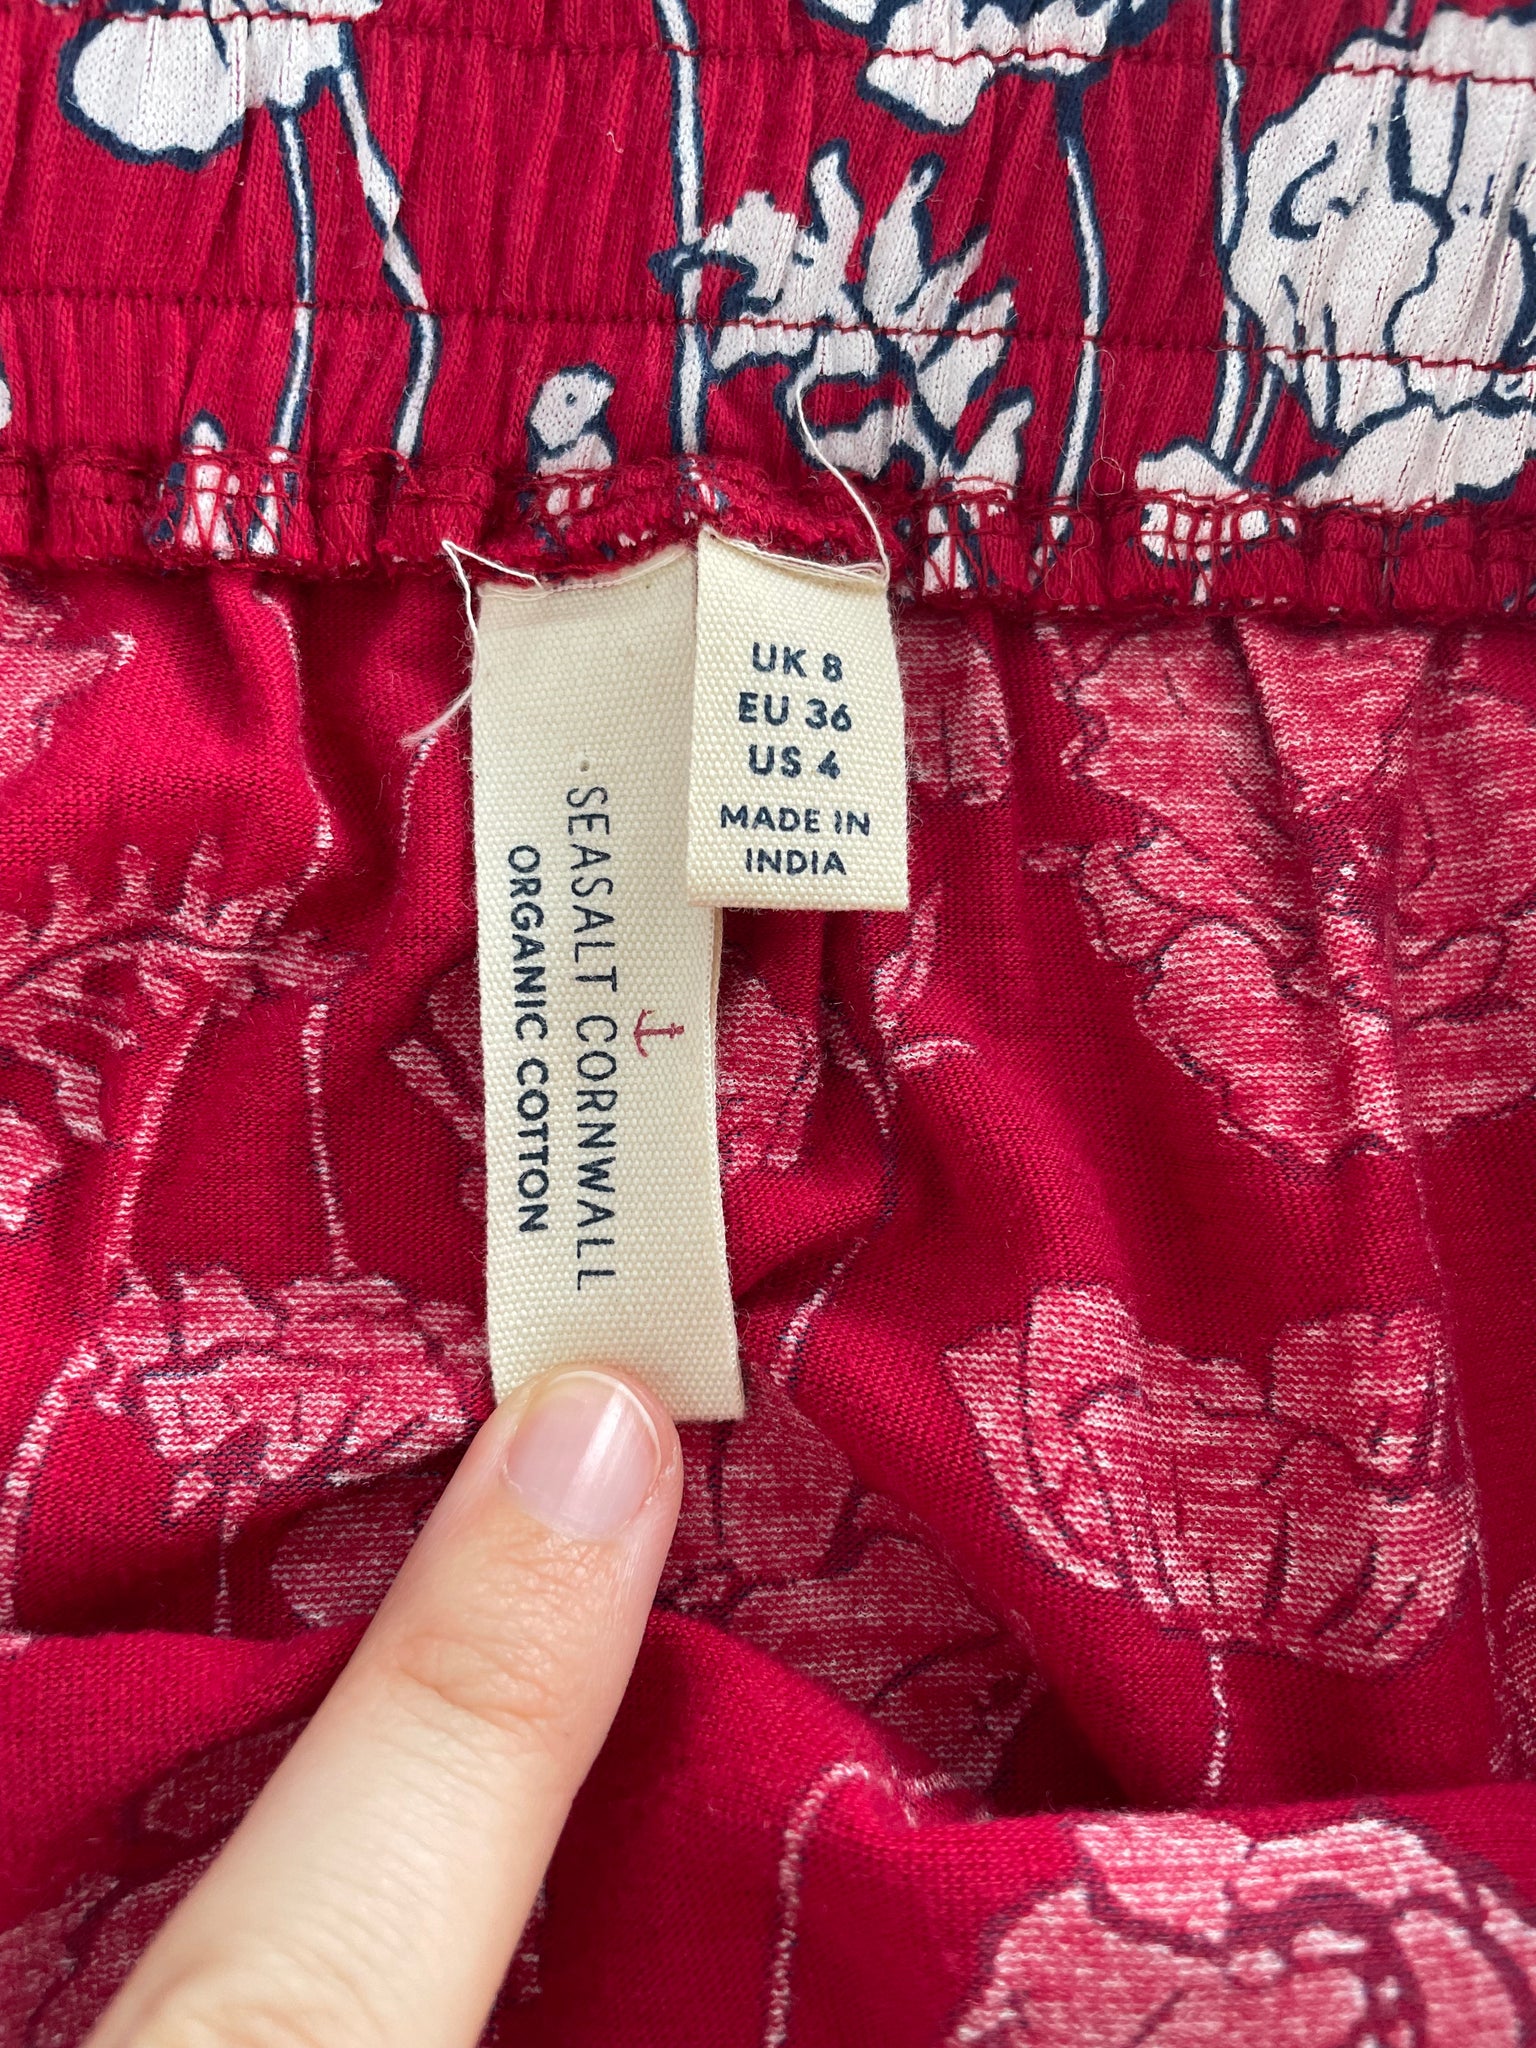 SEASALT CORNWALL
ORGANIC COTTON
UK 8
EU 36
US 4
MADE IN
INDIA